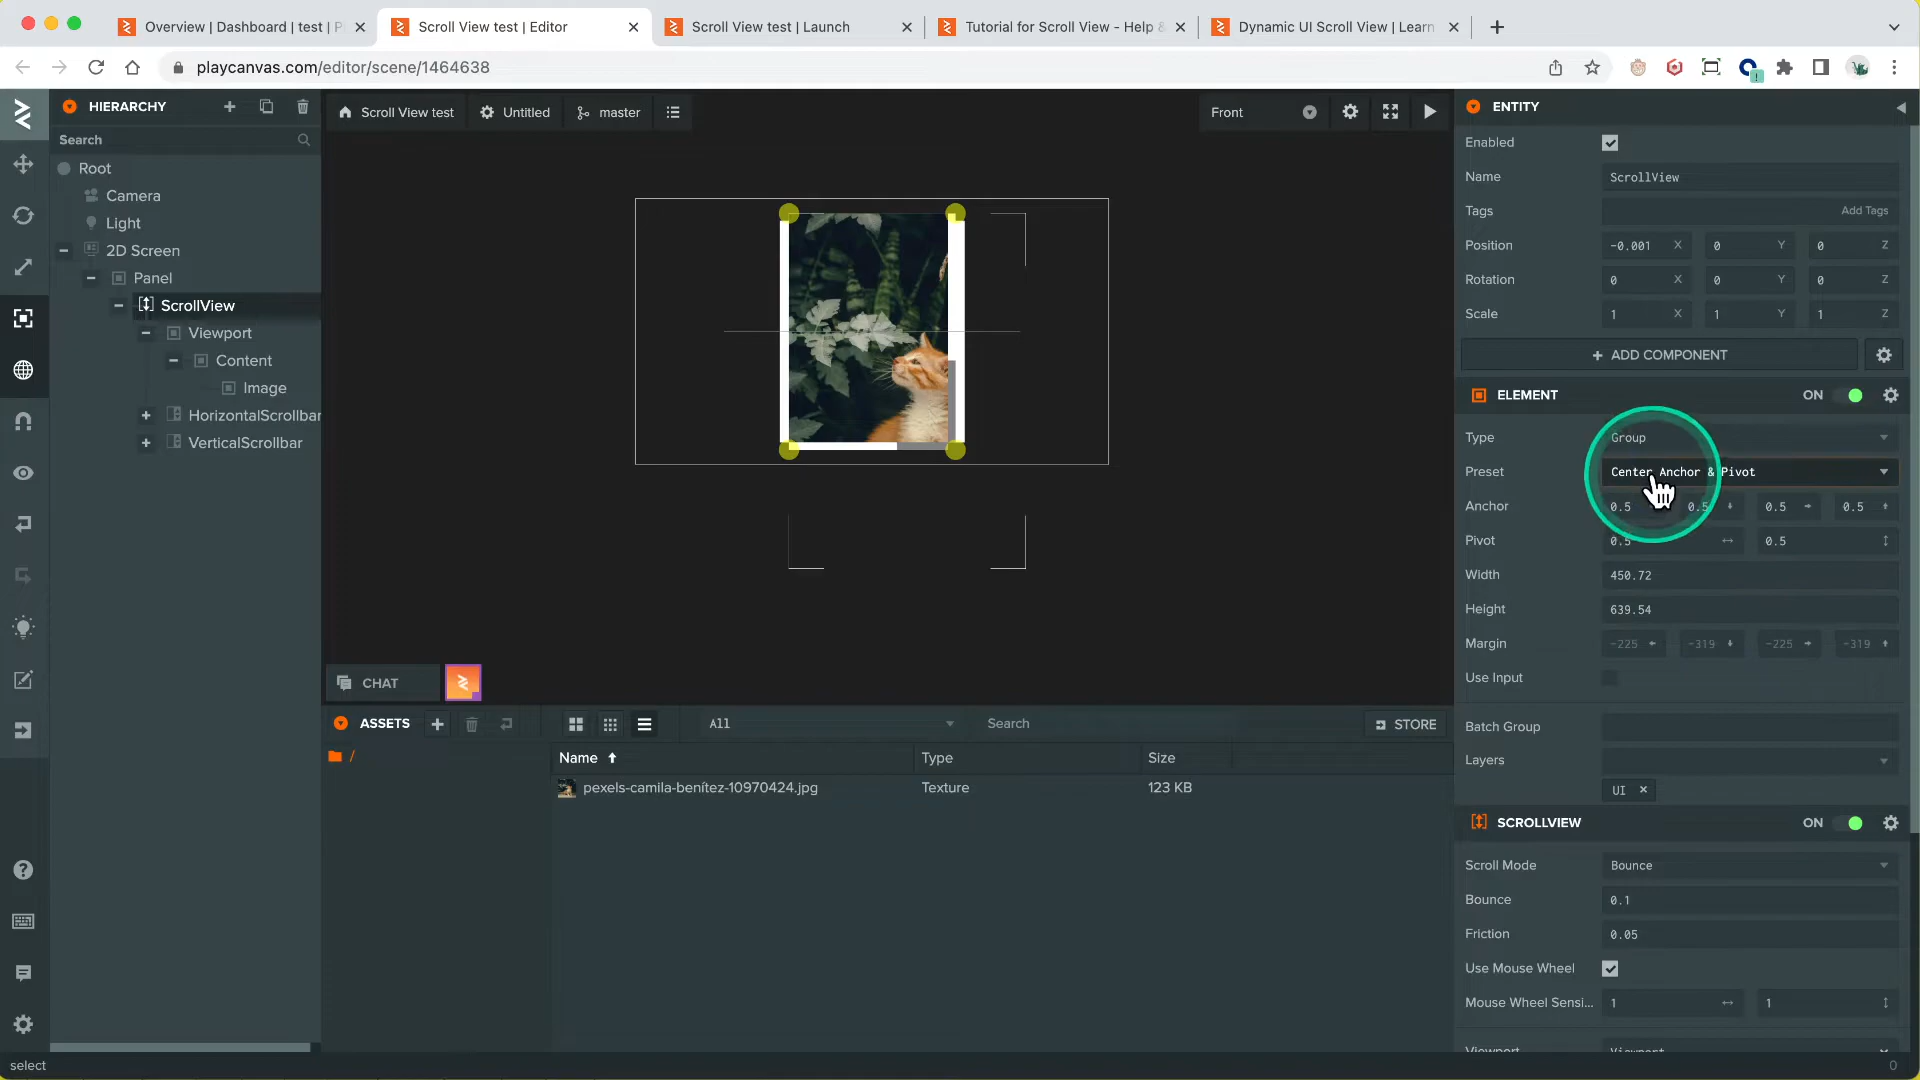 Overview | Dashboard | test | P
Scroll View test | Editor
Scroll View test | Launch
Tutorial for Scroll View - Help &
Dynamic UI Scroll View | Learn
playcanvas.com/editor/scene/1464638
HIERARCHY
Search
Root
Camera
Light
2D Screen
Panel
ScrollView
Viewport
Content
Image
HorizontalScrollbar
VerticalScrollbar
Scroll View test
Untitled
master
Front
CHAT
ASSETS
All
Search
STORE
/
Name
Type
Size
pexels-camila-benítez-10970424.jpg
Texture
123 KB
ENTITY
Enabled
Name ScrollView
Tags Add Tags
Position -0.001 X 0 Y 0 Z
Rotation 0 X 0 Y 0 Z
Scale 1 X 1 Y 1 Z
ADD COMPONENT
ELEMENT ON
Type Group
Preset Center Anchor & Pivot
Anchor 0.5 0.5 0.5 0.5
Pivot 0.5 0.5
Width 450.72
Height 639.54
Margin -225 -319 -225 -319
Use Input
Batch Group
Layers
UI
SCROLLVIEW ON
Scroll Mode Bounce
Bounce 0.1
Friction 0.05
Use Mouse Wheel
Mouse Wheel Sensi... 1 1
Viewport Viewport
select
0